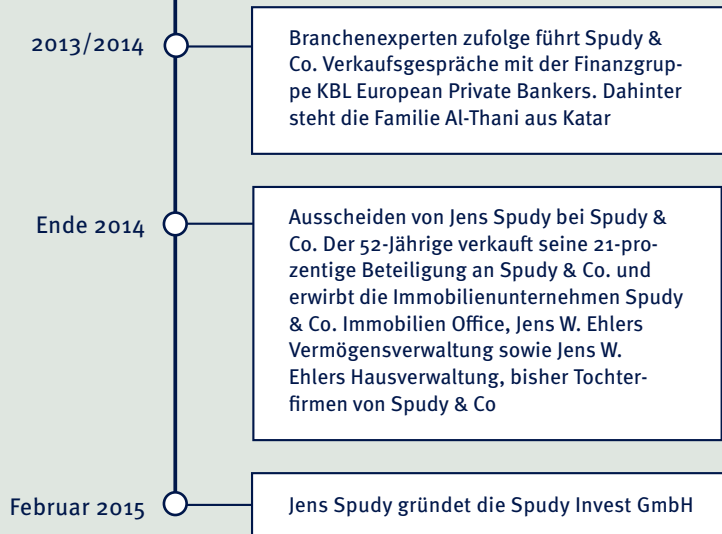 2013/2014
Branchenexperten zufolge führt Spudy &
Co. Verkaufsgespräche mit der Finanzgrup-
pe KBL European Private Bankers. Dahinter
steht die Familie Al-Thani aus Katar
Ende 2014
Ausscheiden von Jens Spudy bei Spudy &
Co. Der 52-Jährige verkauft seine 21-pro-
zentige Beteiligung an Spudy & Co. und
erwirbt die Immobilienunternehmen Spudy
& Co. Immobilien Office, Jens W. Ehlers
Vermögensverwaltung sowie Jens W.
Ehlers Hausverwaltung, bisher Tochter-
firmen von Spudy & Co
Februar 2015
Jens Spudy gründet die Spudy Invest GmbH